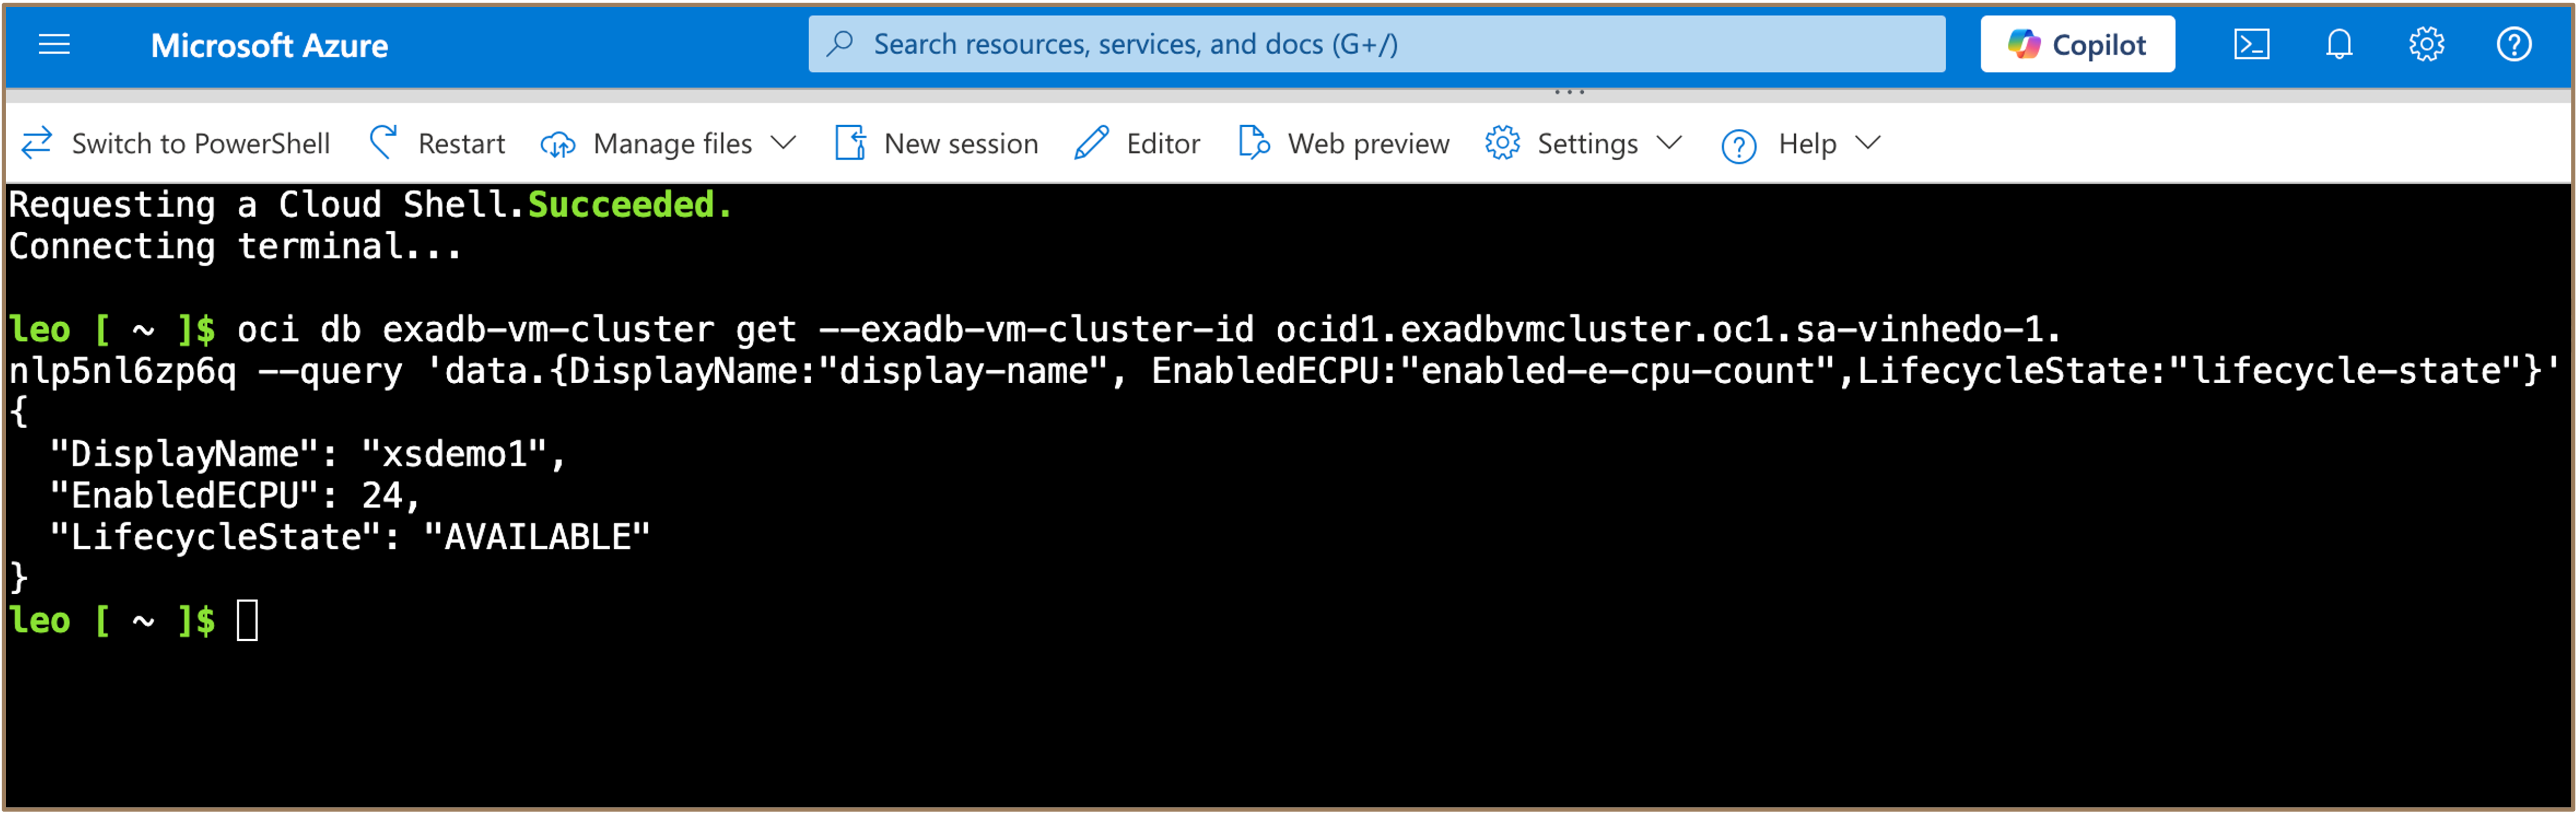 Microsoft Azure
Search resources, services, and docs (G+/)
Copilot
Switch to PowerShell Restart Manage files New session Editor Web preview Settings Help
Requesting a Cloud Shell.Succeeded.
Connecting terminal...
leo [ ~ ]$ oci db exadb-vm-cluster get --exadb-vm-cluster-id ocid1.exadbvmcluster.oc1.sa-vinhedo-1.
nlp5nl6zp6q --query 'data.{DisplayName:"display-name", EnabledECPU:"enabled-e-cpu-count",LifecycleState:"lifecycle-state"}'
{
  "DisplayName": "xsdemo1",
  "EnabledECPU": 24,
  "LifecycleState": "AVAILABLE"
}
leo [ ~ ]$